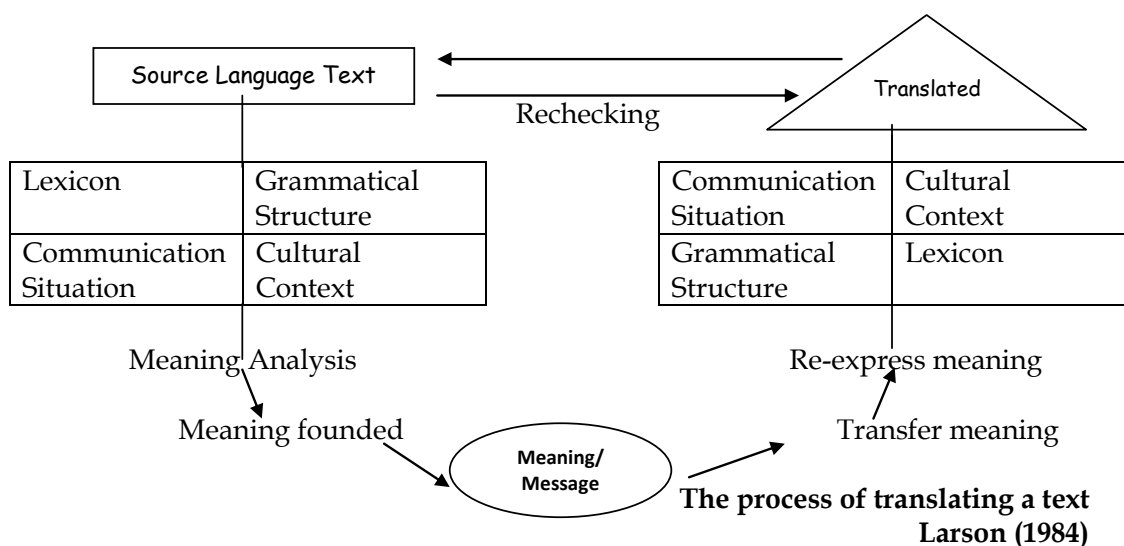 Source Language Text
Translated
Rechecking
Lexicon
Grammatical
Structure
Communication
Situation
Cultural
Context
Communication
Situation
Cultural
Context
Grammatical
Structure
Lexicon
Meaning Analysis
Re-express meaning
Meaning founded
Transfer meaning
Meaning/
Message
The process of translating a text
Larson (1984)